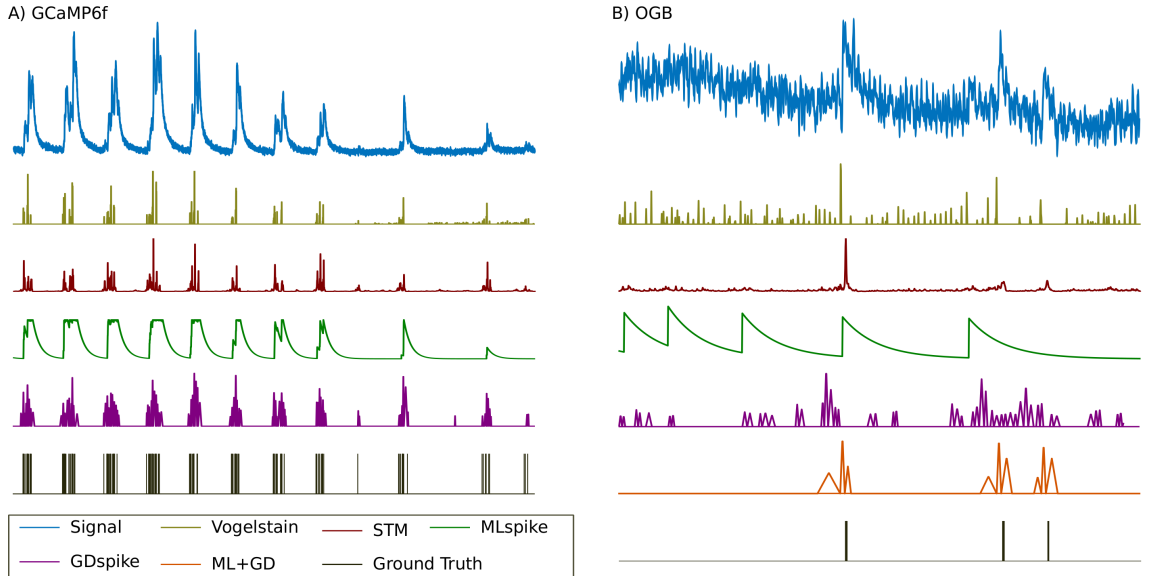 A) GCaMP6f
B) OGB
Signal
Vogelstain
STM
MLspike
GDspike
ML+GD
Ground Truth